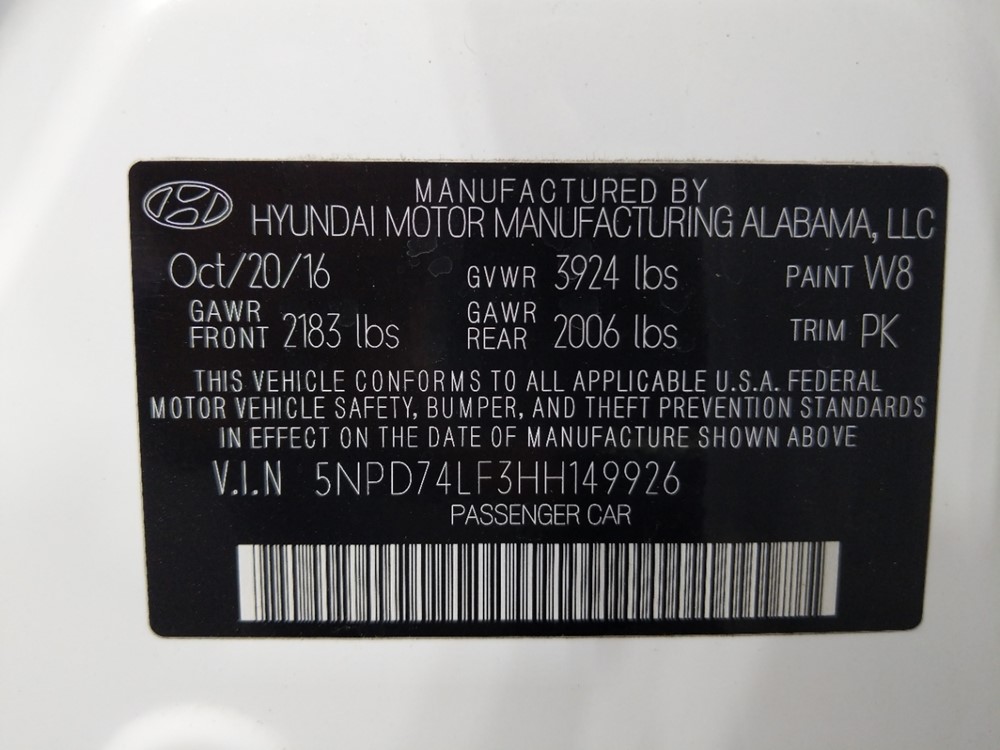 MANUFACTURED BY
HYUNDAI MOTOR MANUFACTURING ALABAMA, LLC
Oct/20/16 GVWR 3924 lbs PAINT W8
GAWR FRONT 2183 lbs GAWR REAR 2006 lbs TRIM PK
THIS VEHICLE CONFORMS TO ALL APPLICABLE U.S.A. FEDERAL
MOTOR VEHICLE SAFETY, BUMPER, AND THEFT PREVENTION STANDARDS
IN EFFECT ON THE DATE OF MANUFACTURE SHOWN ABOVE
V.I.N 5NPD74LF3HH149926
PASSENGER CAR